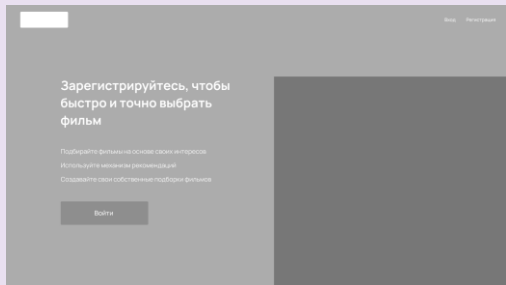 Вход Регистрация
Зарегистрируйтесь, чтобы
быстро и точно выбрать
фильм
Подбирайте фильмы на основе своих интересов
Используйте механизм рекомендаций
Создавайте свои собственные подборки фильмов
Войти